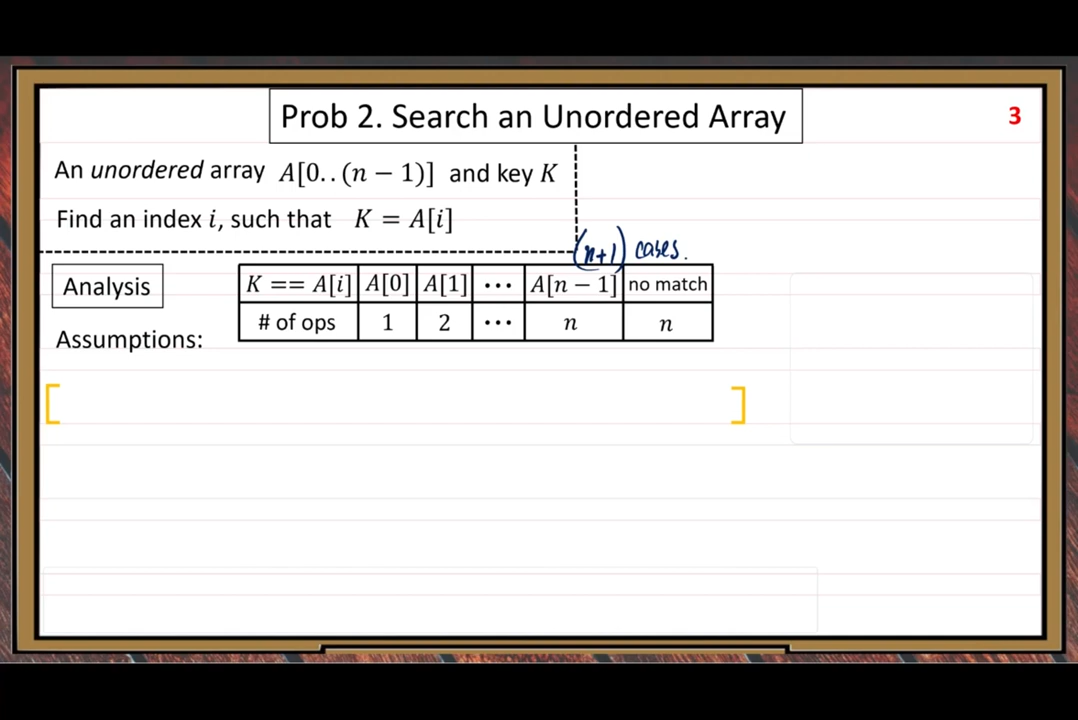 Prob 2. Search an Unordered Array
3
An unordered array A[0..(n − 1)] and key K
Find an index i, such that K = A[i]
(n+1) cases.
Analysis
K == A[i] A[0] A[1] ⋯ A[n − 1] no match
# of ops 1 2 ⋯ n n
Assumptions:
[ ]